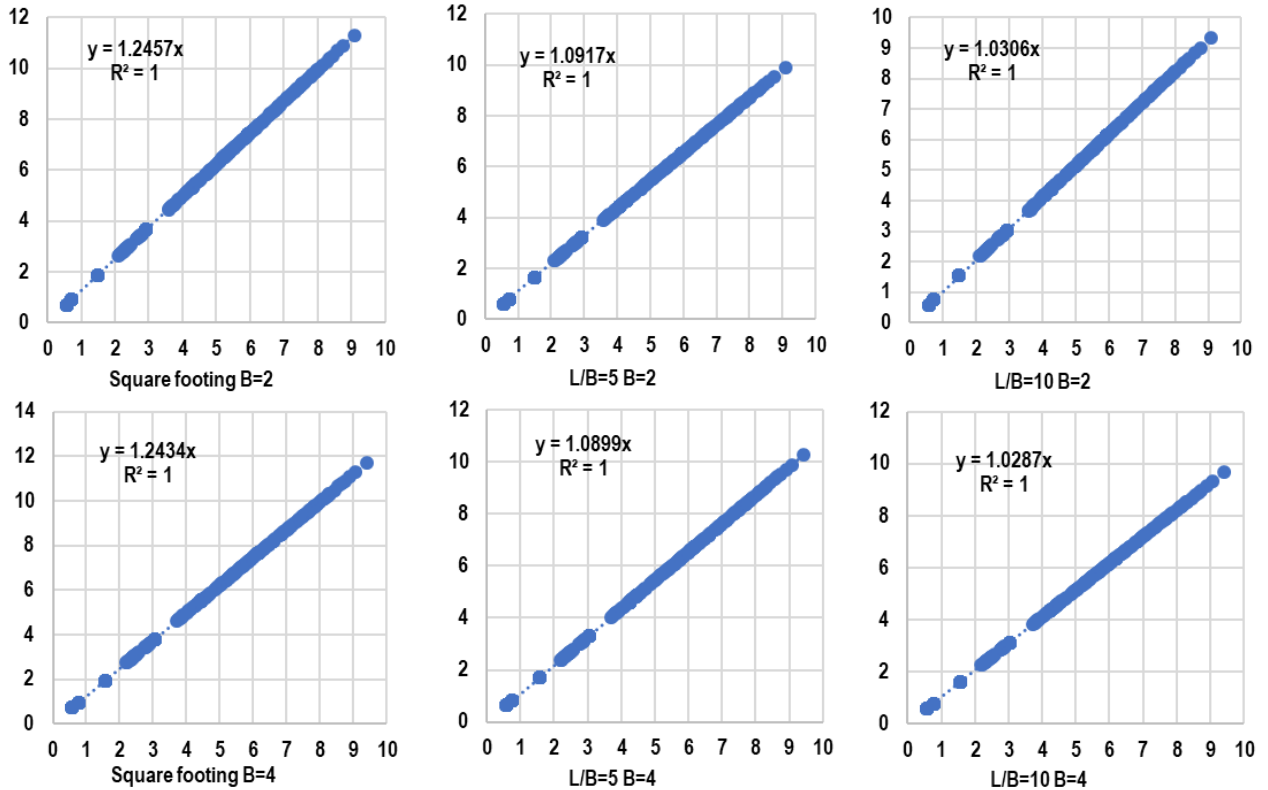 12
10
8
6
4
2
0
y = 1.2457x
R² = 1
0 1 2 3 4 5 6 7 8 9 10
Square footing B=2
12
10
8
6
4
2
0
y = 1.0917x
R² = 1
0 1 2 3 4 5 6 7 8 9 10
L/B=5 B=2
10
9
8
7
6
5
4
3
2
1
0
y = 1.0306x
R² = 1
0 1 2 3 4 5 6 7 8 9 10
L/B=10 B=2
14
12
10
8
6
4
2
0
y = 1.2434x
R² = 1
0 1 2 3 4 5 6 7 8 9 10
Square footing B=4
12
10
8
6
4
2
0
y = 1.0899x
R² = 1
0 1 2 3 4 5 6 7 8 9 10
L/B=5 B=4
12
10
8
6
4
2
0
y = 1.0287x
R² = 1
0 1 2 3 4 5 6 7 8 9 10
L/B=10 B=4